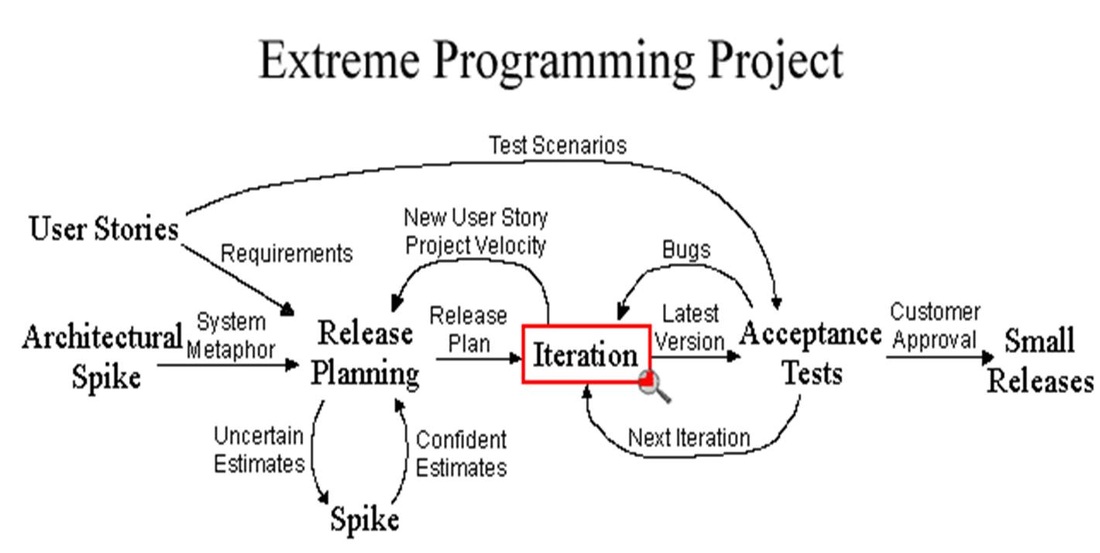 Extreme Programming Project
Test Scenarios
User Stories
New User Story
Project Velocity
Requirements
Bugs
Architectural
Spike
System
Metaphor
Release
Planning
Release
Plan
Iteration
Latest
Version
Acceptance
Tests
Customer
Approval
Small
Releases
Uncertain
Estimates
Confident
Estimates
Next Iteration
Spike